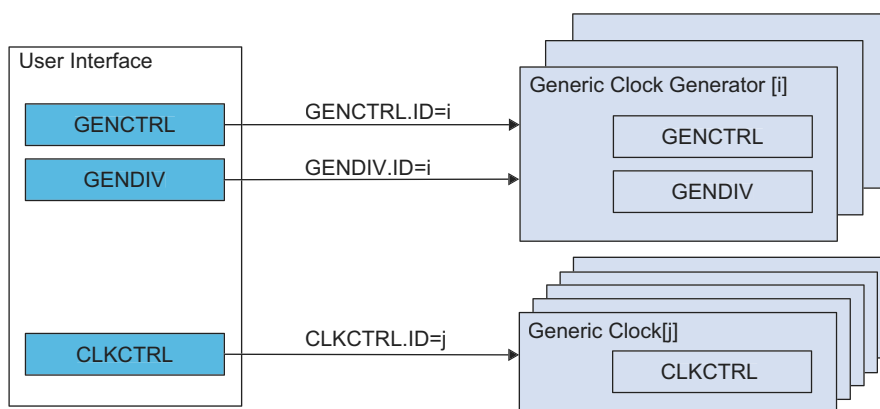 User Interface
GENCTRL
GENDIV
CLKCTRL
GENCTRL.ID=i
GENDIV.ID=i
CLKCTRL.ID=j
Generic Clock Generator [i]
GENCTRL
GENDIV
Generic Clock[j]
CLKCTRL